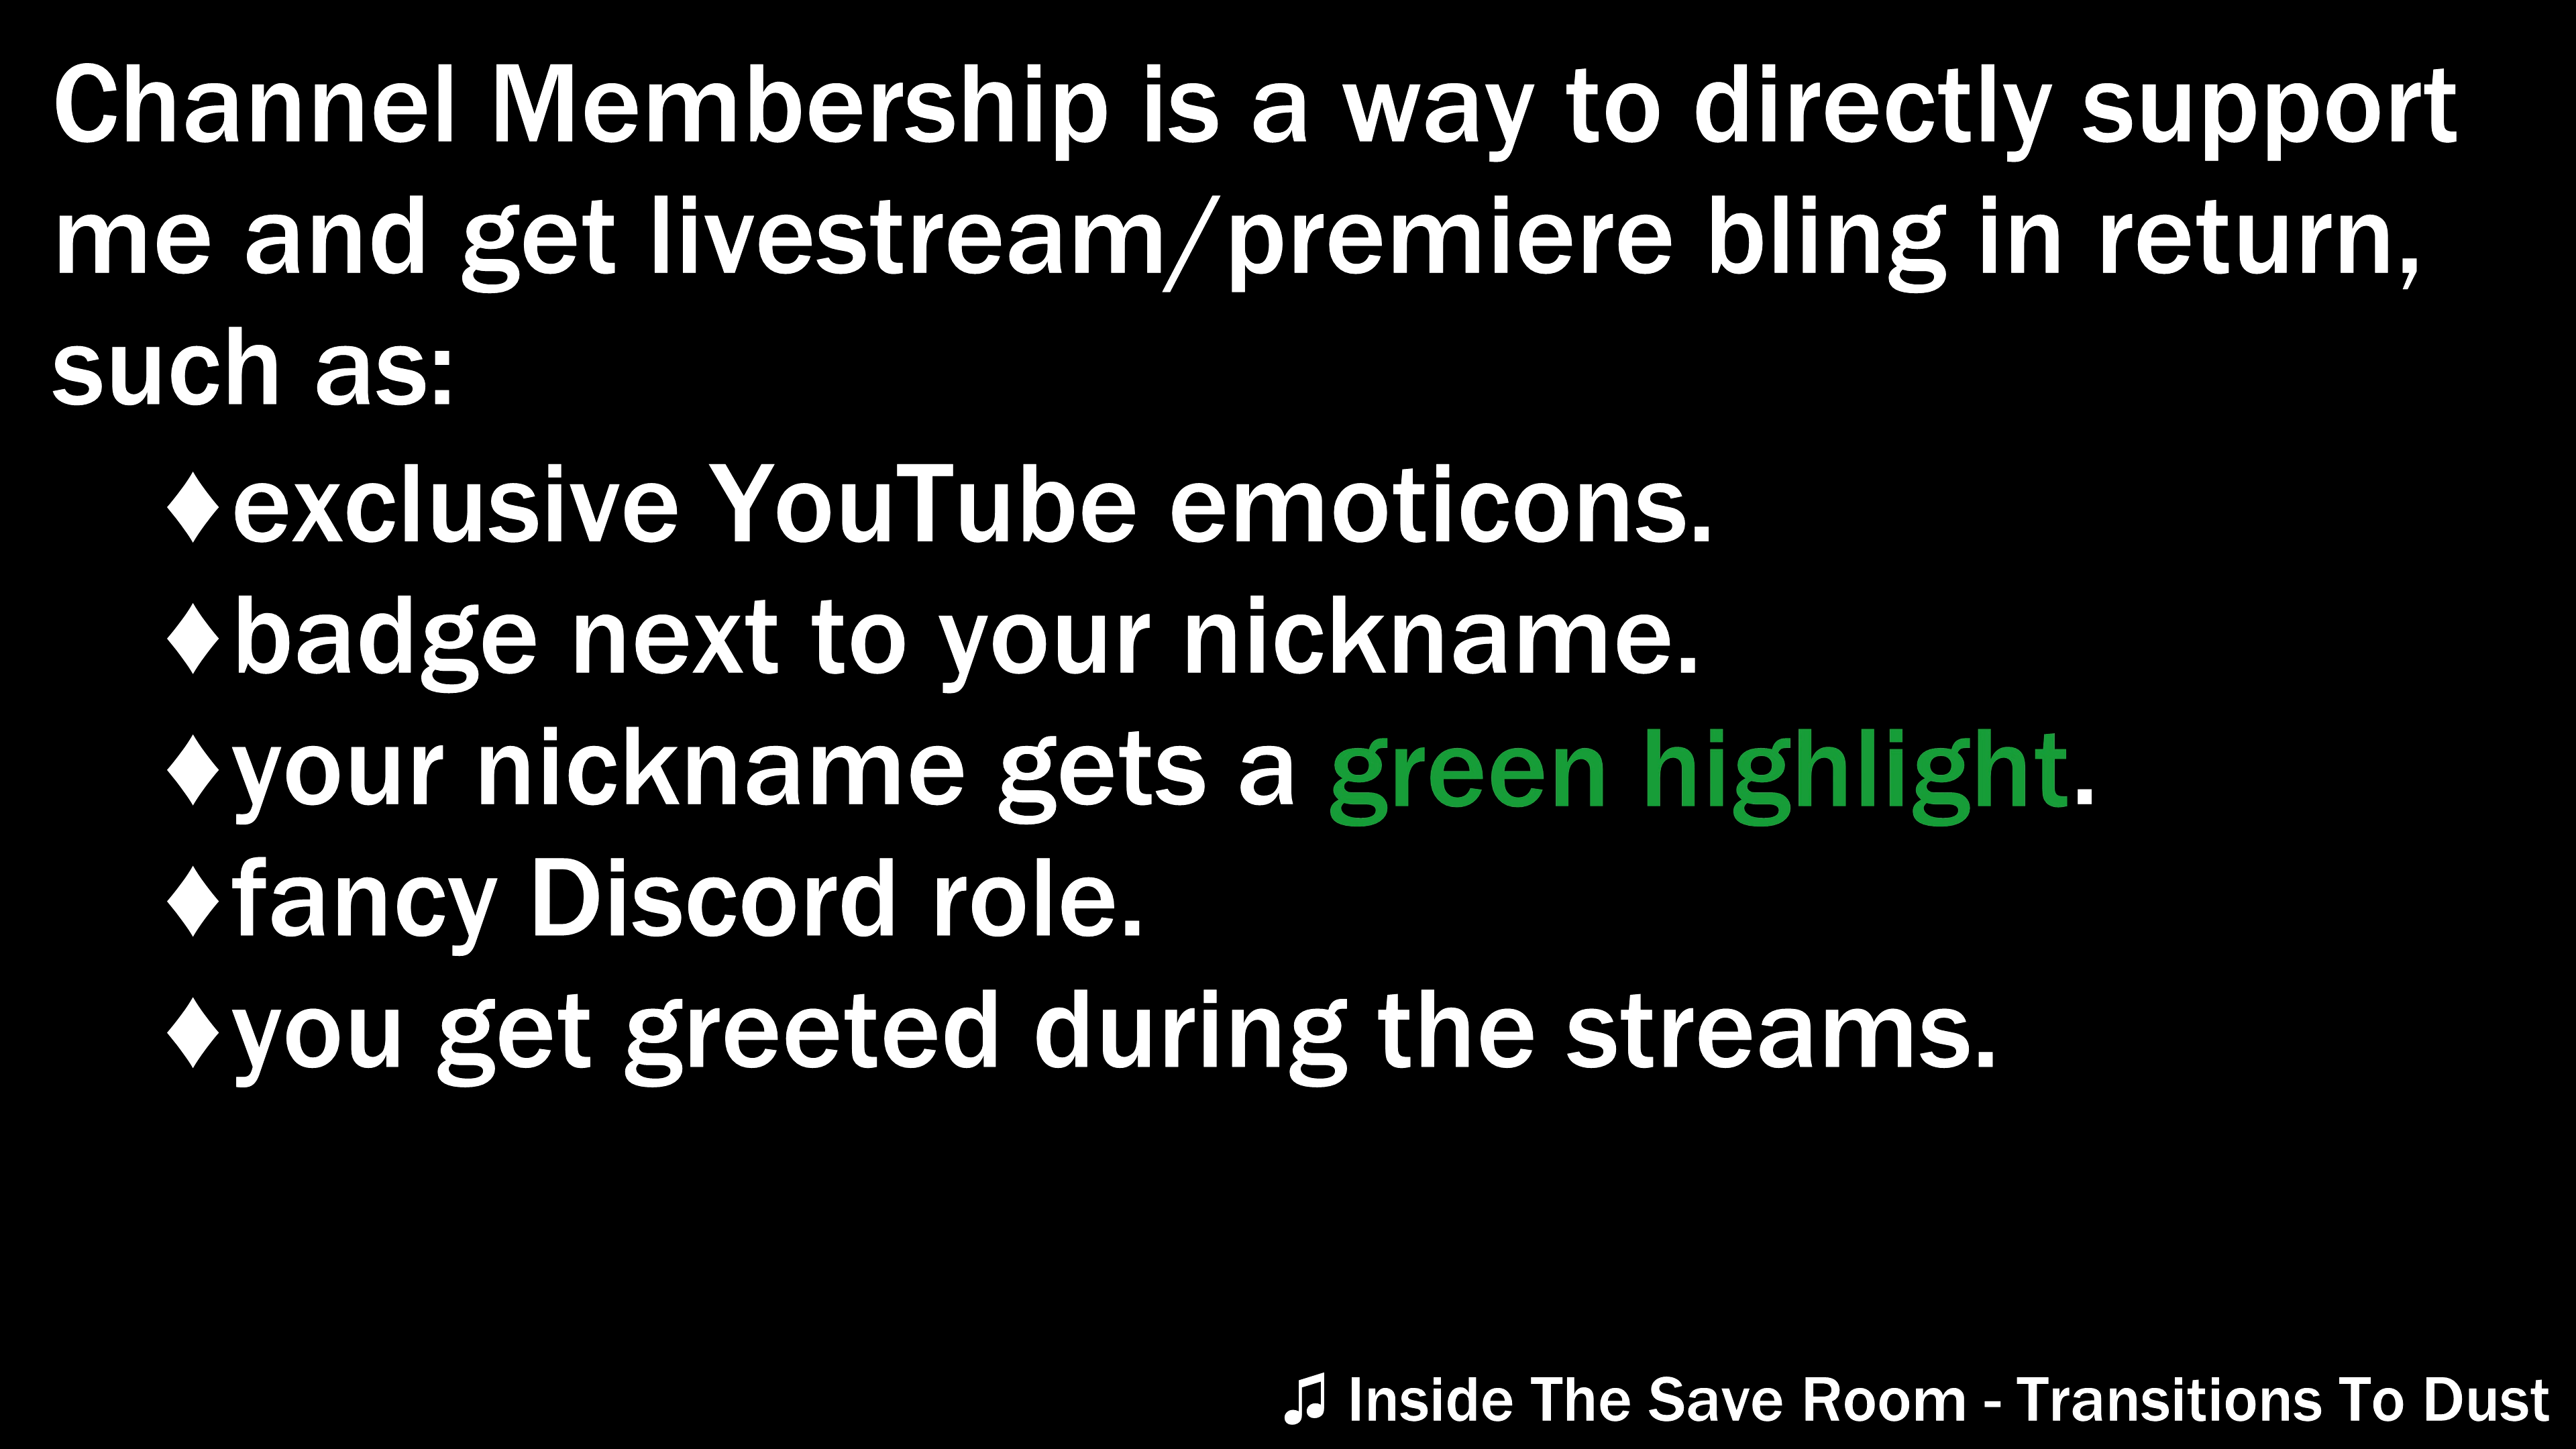 Channel Membership is a way to directly support
me and get livestream/premiere bling in return,
such as:
♦exclusive YouTube emoticons.
♦badge next to your nickname.
♦your nickname gets a green highlight.
♦fancy Discord role.
♦you get greeted during the streams.
♫ Inside The Save Room - Transitions To Dust